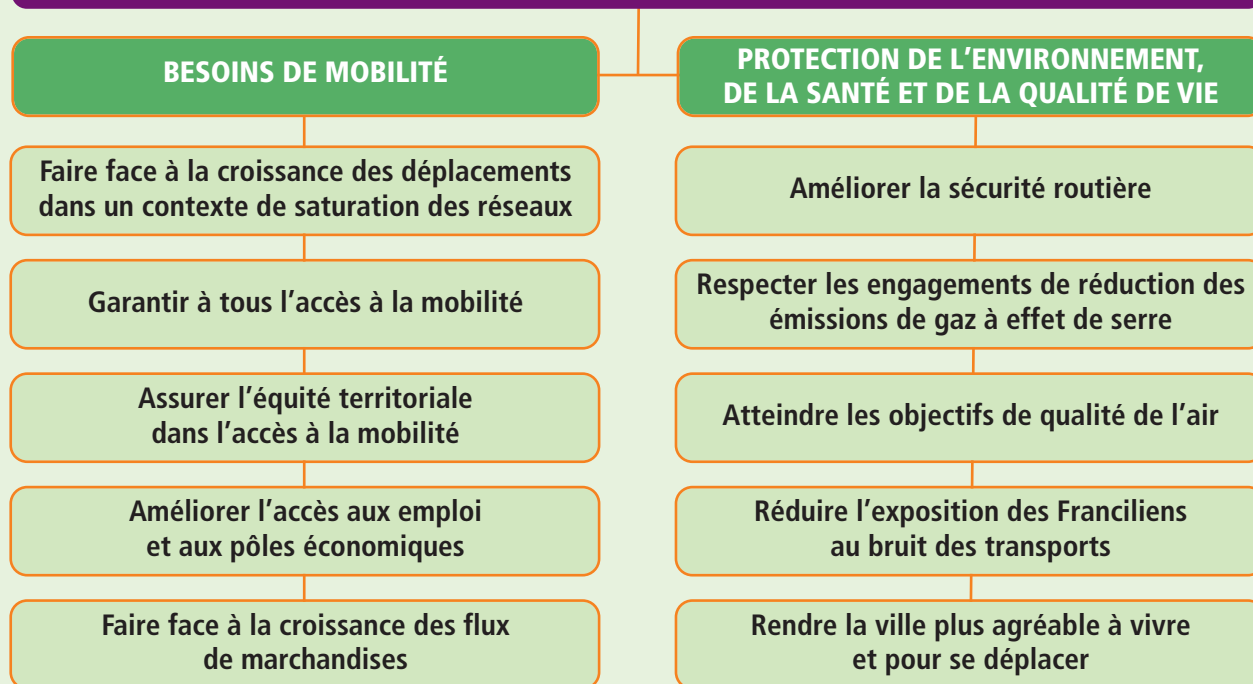 BESOINS DE MOBILITÉ
Faire face à la croissance des déplacements
dans un contexte de saturation des réseaux
Garantir à tous l’accès à la mobilité
Assurer l’équité territoriale
dans l’accès à la mobilité
Améliorer l’accès aux emploi
et aux pôles économiques
Faire face à la croissance des flux
de marchandises
PROTECTION DE L’ENVIRONNEMENT,
DE LA SANTÉ ET DE LA QUALITÉ DE VIE
Améliorer la sécurité routière
Respecter les engagements de réduction des
émissions de gaz à effet de serre
Atteindre les objectifs de qualité de l’air
Réduire l’exposition des Franciliens
au bruit des transports
Rendre la ville plus agréable à vivre
et pour se déplacer